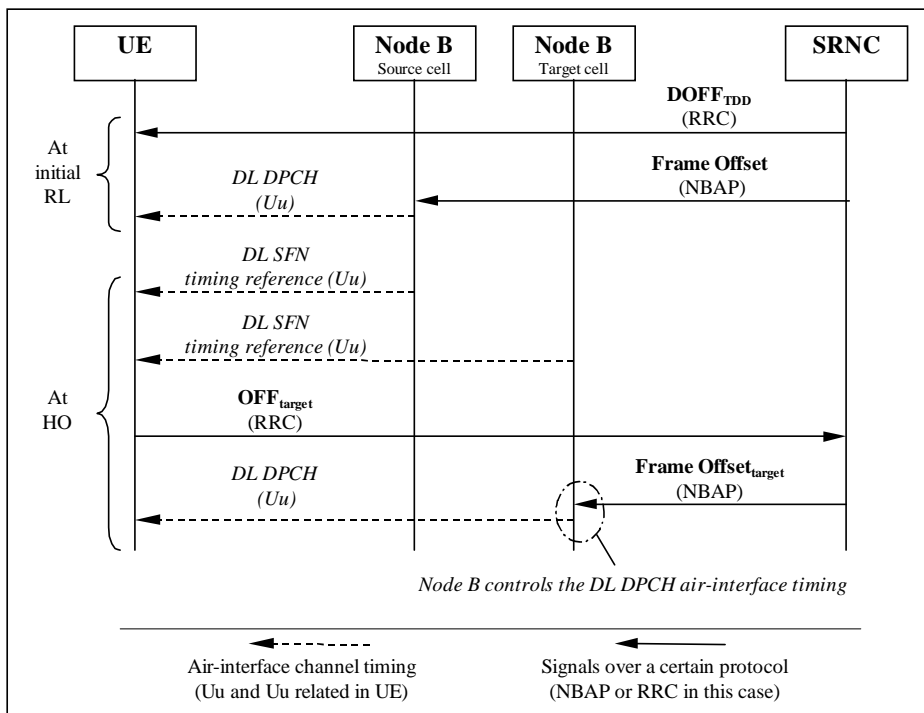 UE
Node B
Source cell
Node B
Target cell
SRNC
DOFF_TDD
(RRC)
At
initial
RL
Frame Offset
(NBAP)
DL DPCH
(Uu)
DL SFN
timing reference (Uu)
DL SFN
timing reference (Uu)
At
HO
OFF_target
(RRC)
Frame Offset_target
(NBAP)
DL DPCH
(Uu)
Node B controls the DL DPCH air-interface timing
Air-interface channel timing
(Uu and Uu related in UE)
Signals over a certain protocol
(NBAP or RRC in this case)